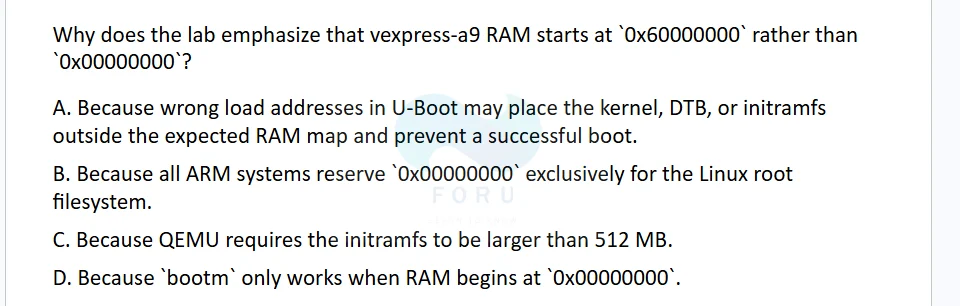 Why does the lab emphasize that vexpress-a9 RAM starts at `0x60000000` rather than
`0x00000000`?
A. Because wrong load addresses in U-Boot may place the kernel, DTB, or initramfs
outside the expected RAM map and prevent a successful boot.
B. Because all ARM systems reserve `0x00000000` exclusively for the Linux root
filesystem.
FORU
C. Because QEMU requires the initramfs to be larger than 512 MB.
D. Because `bootm` only works when RAM begins at `0x00000000`.